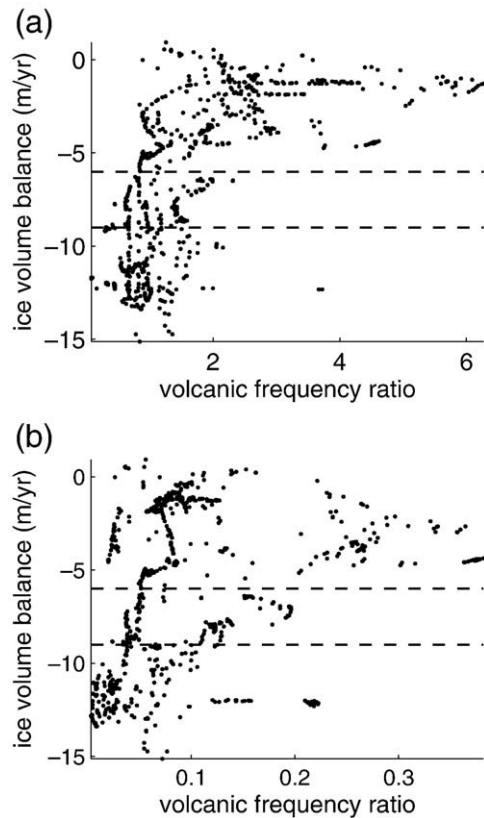 (a)
0
−5
−10
−15
ice volume balance (m/yr)
2 4 6
volcanic frequency ratio
(b)
0
−5
−10
−15
ice volume balance (m/yr)
0.1 0.2 0.3
volcanic frequency ratio